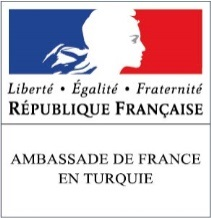 Liberté • Égalité • Fraternité
RÉPUBLIQUE FRANÇAISE
AMBASSADE DE FRANCE
EN TURQUIE